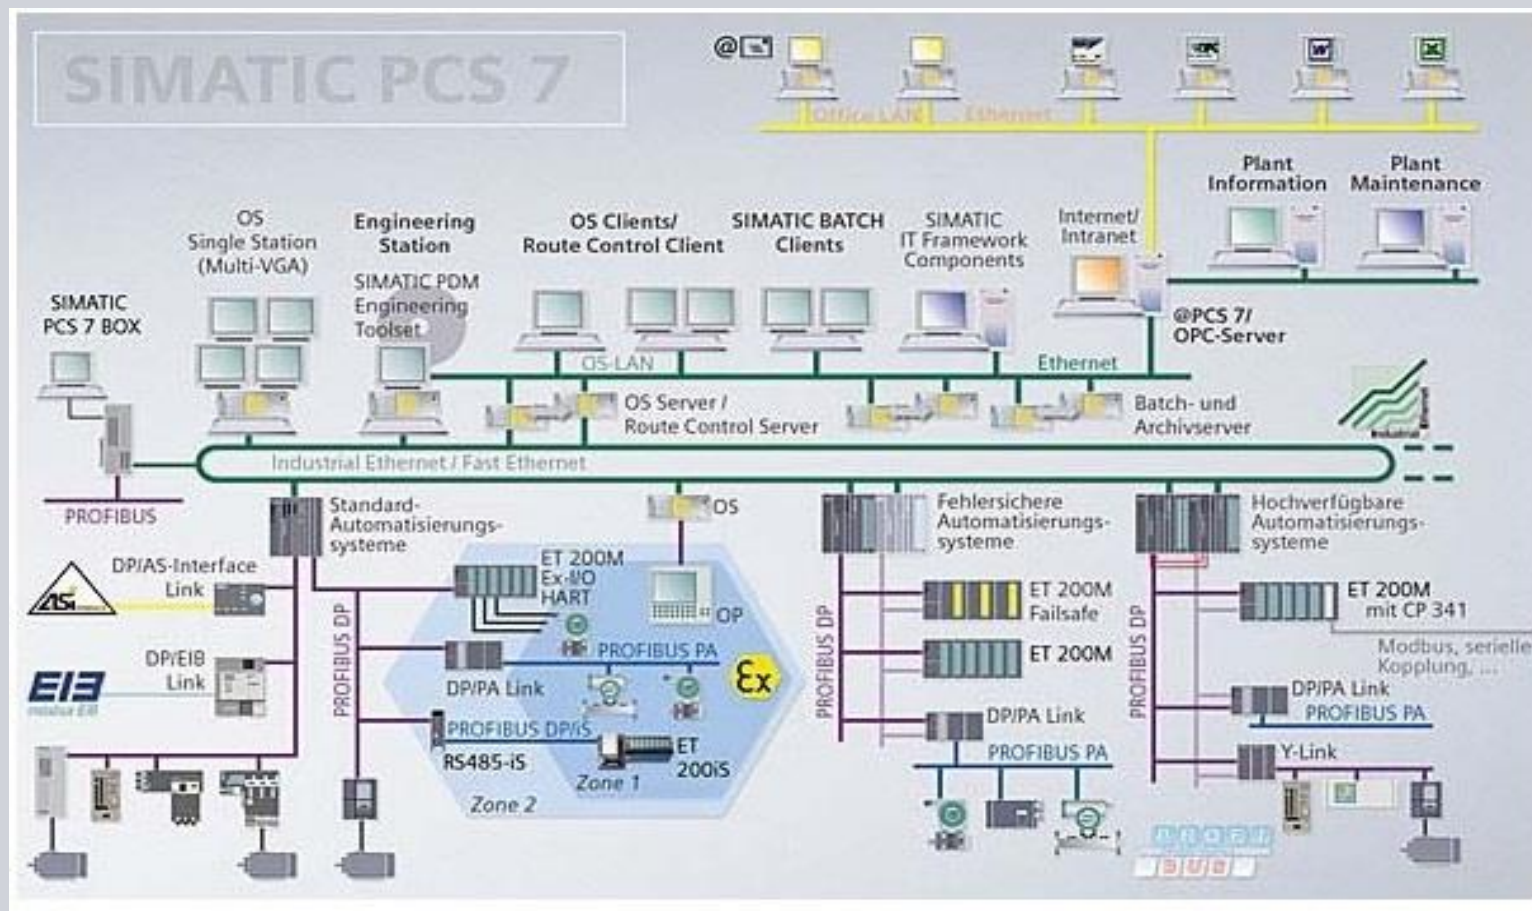 SIMATIC PCS 7
@
OPC
W
X
Office LAN
Ethernet
Plant
Information
Plant
Maintenance
OS
Single Station
(Multi-VGA)
Engineering
Station
SIMATIC PDM
Engineering
Toolset
OS Clients/
Route Control Client
SIMATIC BATCH
Clients
SIMATIC
IT Framework
Components
Internet/
Intranet
@PCS 7/
OPC-Server
SIMATIC
PCS 7 BOX
OS-LAN
Ethernet
OS Server /
Route Control Server
Batch- und
Archivserver
Industrial
Ethernet
Industrial Ethernet / Fast Ethernet
PROFIBUS
Standard-
Automatisierungs-
systeme
OS
Fehlersichere
Automatisierungs-
systeme
Hochverfügbare
Automatisierungs-
systeme
DP/AS-Interface
Link
DP/EIB
Link
EIB
PROFIBUS DP
ET 200M
Ex-I/O
HART
OP
PROFIBUS PA
DP/PA Link
Ex
PROFIBUS DP/iS
RS485-iS
ET
200iS
Zone 1
Zone 2
PROFIBUS DP
ET 200M
Failsafe
ET 200M
DP/PA Link
PROFIBUS PA
PROFIBUS DP
ET 200M
mit CP 341
Modbus, serielle
Kopplung, ...
DP/PA Link
PROFIBUS PA
Y-Link
PROFI
BUS